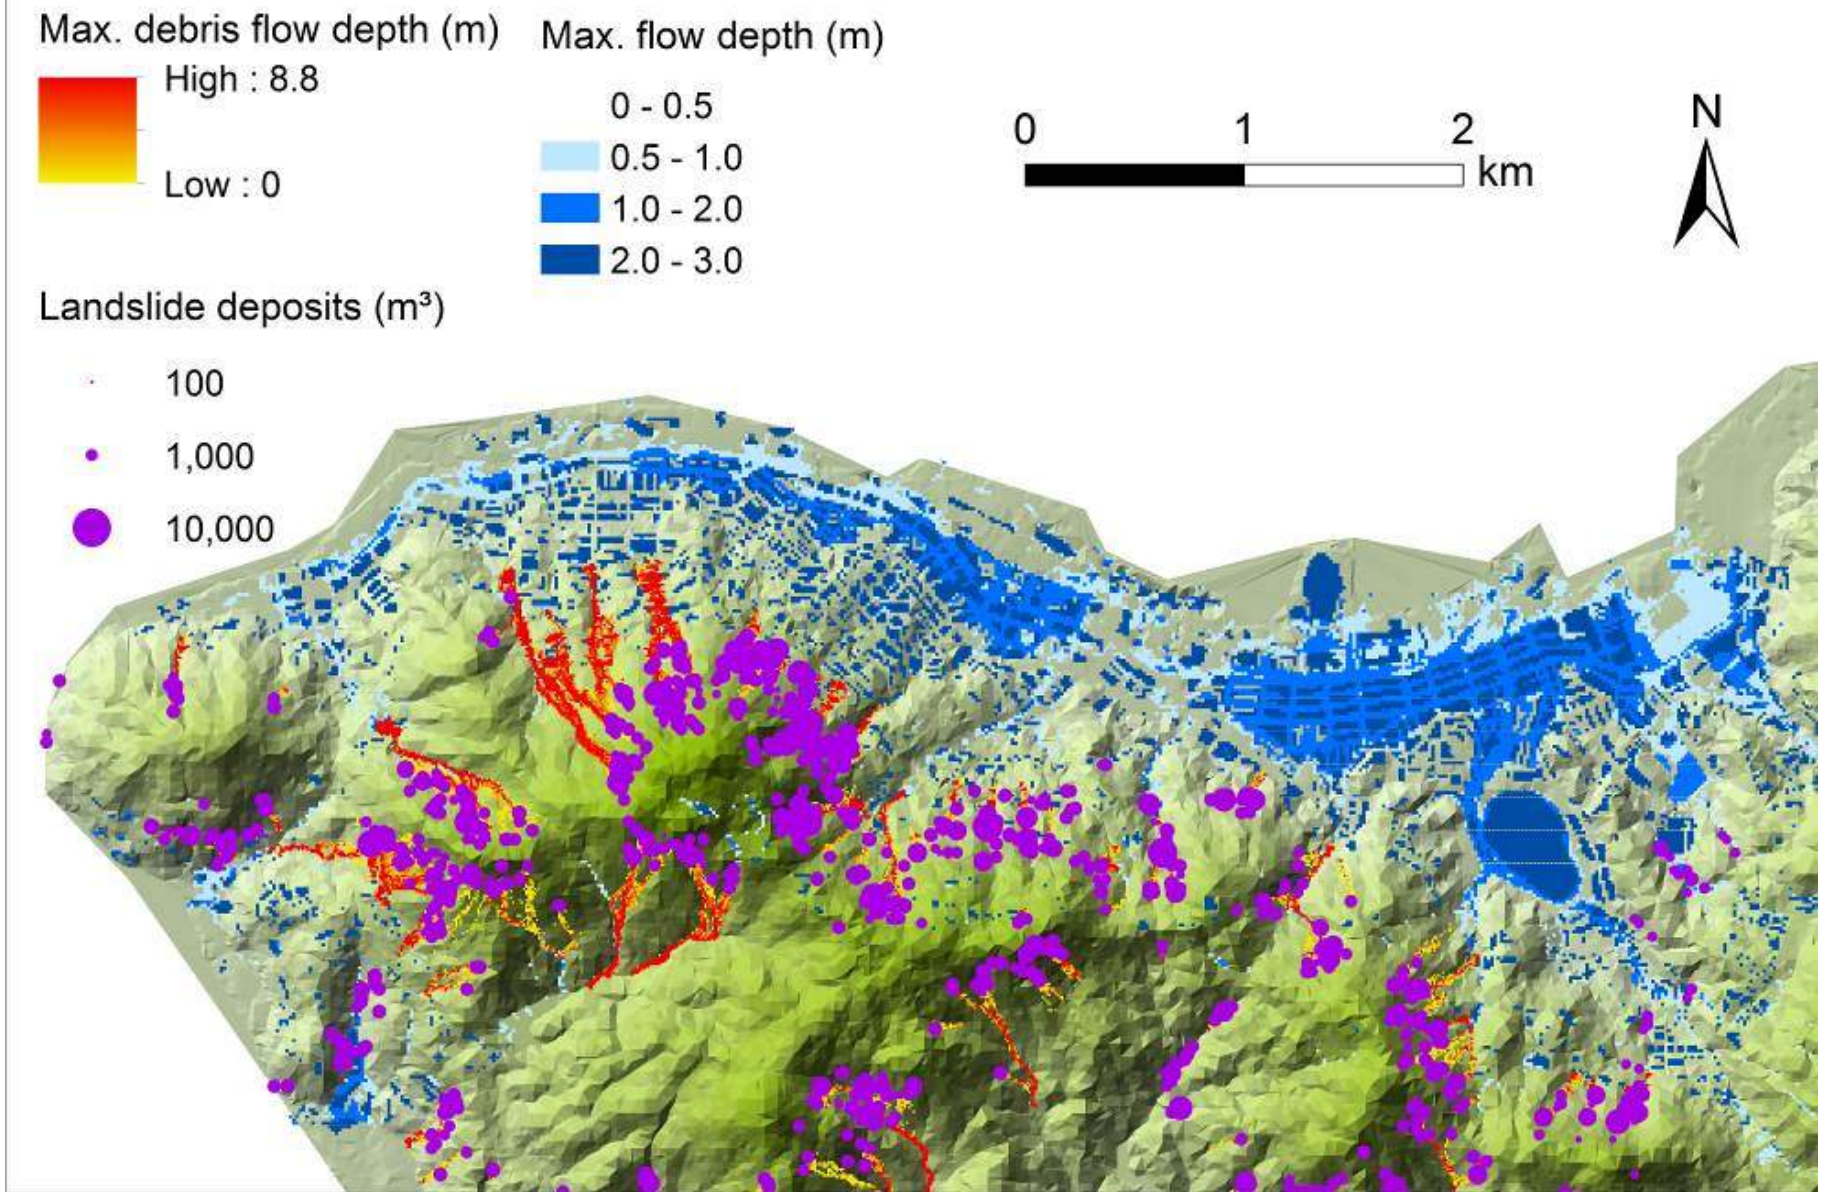 Max. debris flow depth (m)
High : 8.8
Low : 0
Max. flow depth (m)
0 - 0.5
0.5 - 1.0
1.0 - 2.0
2.0 - 3.0
0 1 2
km
N
Landslide deposits (m³)
100
1,000
10,000